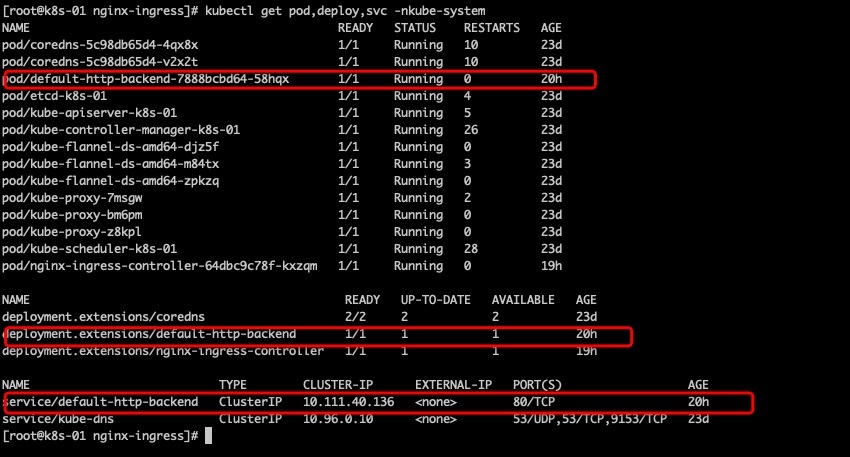 [root@k8s-01 nginx-ingress]# kubectl get pod,deploy,svc -nkube-system
NAME READY STATUS RESTARTS AGE
pod/coredns-5c98db65d4-4qx8x 1/1 Running 10 23d
pod/coredns-5c98db65d4-v2x2t 1/1 Running 10 23d
pod/default-http-backend-7888bcbd64-58hqx 1/1 Running 0 20h
pod/etcd-k8s-01 1/1 Running 4 23d
pod/kube-apiserver-k8s-01 1/1 Running 5 23d
pod/kube-controller-manager-k8s-01 1/1 Running 26 23d
pod/kube-flannel-ds-amd64-djz5f 1/1 Running 0 23d
pod/kube-flannel-ds-amd64-m84tx 1/1 Running 3 23d
pod/kube-flannel-ds-amd64-zpkzq 1/1 Running 0 23d
pod/kube-proxy-7msgw 1/1 Running 2 23d
pod/kube-proxy-bm6pm 1/1 Running 0 23d
pod/kube-proxy-z8kpl 1/1 Running 0 23d
pod/kube-scheduler-k8s-01 1/1 Running 28 23d
pod/nginx-ingress-controller-64dbc9c78f-kxzqm 1/1 Running 0 19h
NAME READY UP-TO-DATE AVAILABLE AGE
deployment.extensions/coredns 2/2 2 2 23d
deployment.extensions/default-http-backend 1/1 1 1 20h
deployment.extensions/nginx-ingress-controller 1/1 1 1 19h
NAME TYPE CLUSTER-IP EXTERNAL-IP PORT(S) AGE
service/default-http-backend ClusterIP 10.111.40.136 <none> 80/TCP 20h
service/kube-dns ClusterIP 10.96.0.10 <none> 53/UDP,53/TCP,9153/TCP 23d
[root@k8s-01 nginx-ingress]#